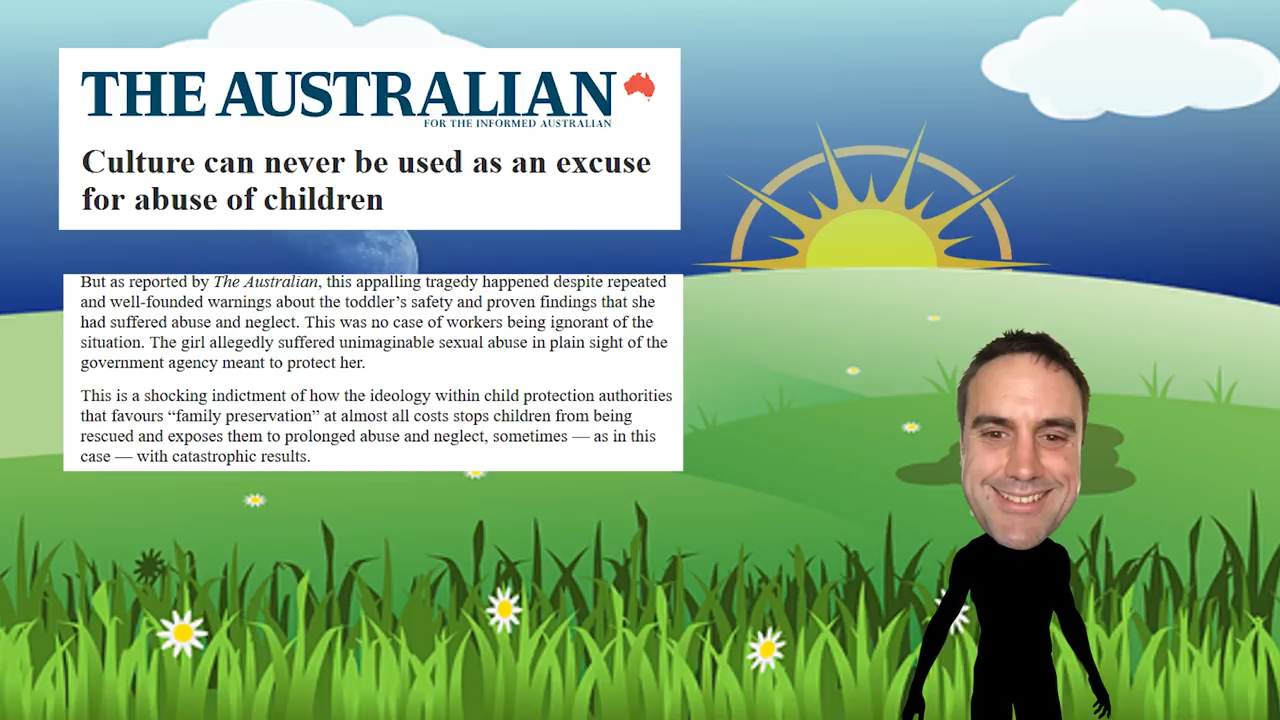 THE AUSTRALIAN
FOR THE INFORMED AUSTRALIAN
Culture can never be used as an excuse
for abuse of children
But as reported by The Australian, this appalling tragedy happened despite repeated
and well-founded warnings about the toddler’s safety and proven findings that she
had suffered abuse and neglect. This was no case of workers being ignorant of the
situation. The girl allegedly suffered unimaginable sexual abuse in plain sight of the
government agency meant to protect her.
This is a shocking indictment of how the ideology within child protection authorities
that favours “family preservation” at almost all costs stops children from being
rescued and exposes them to prolonged abuse and neglect, sometimes — as in this
case — with catastrophic results.